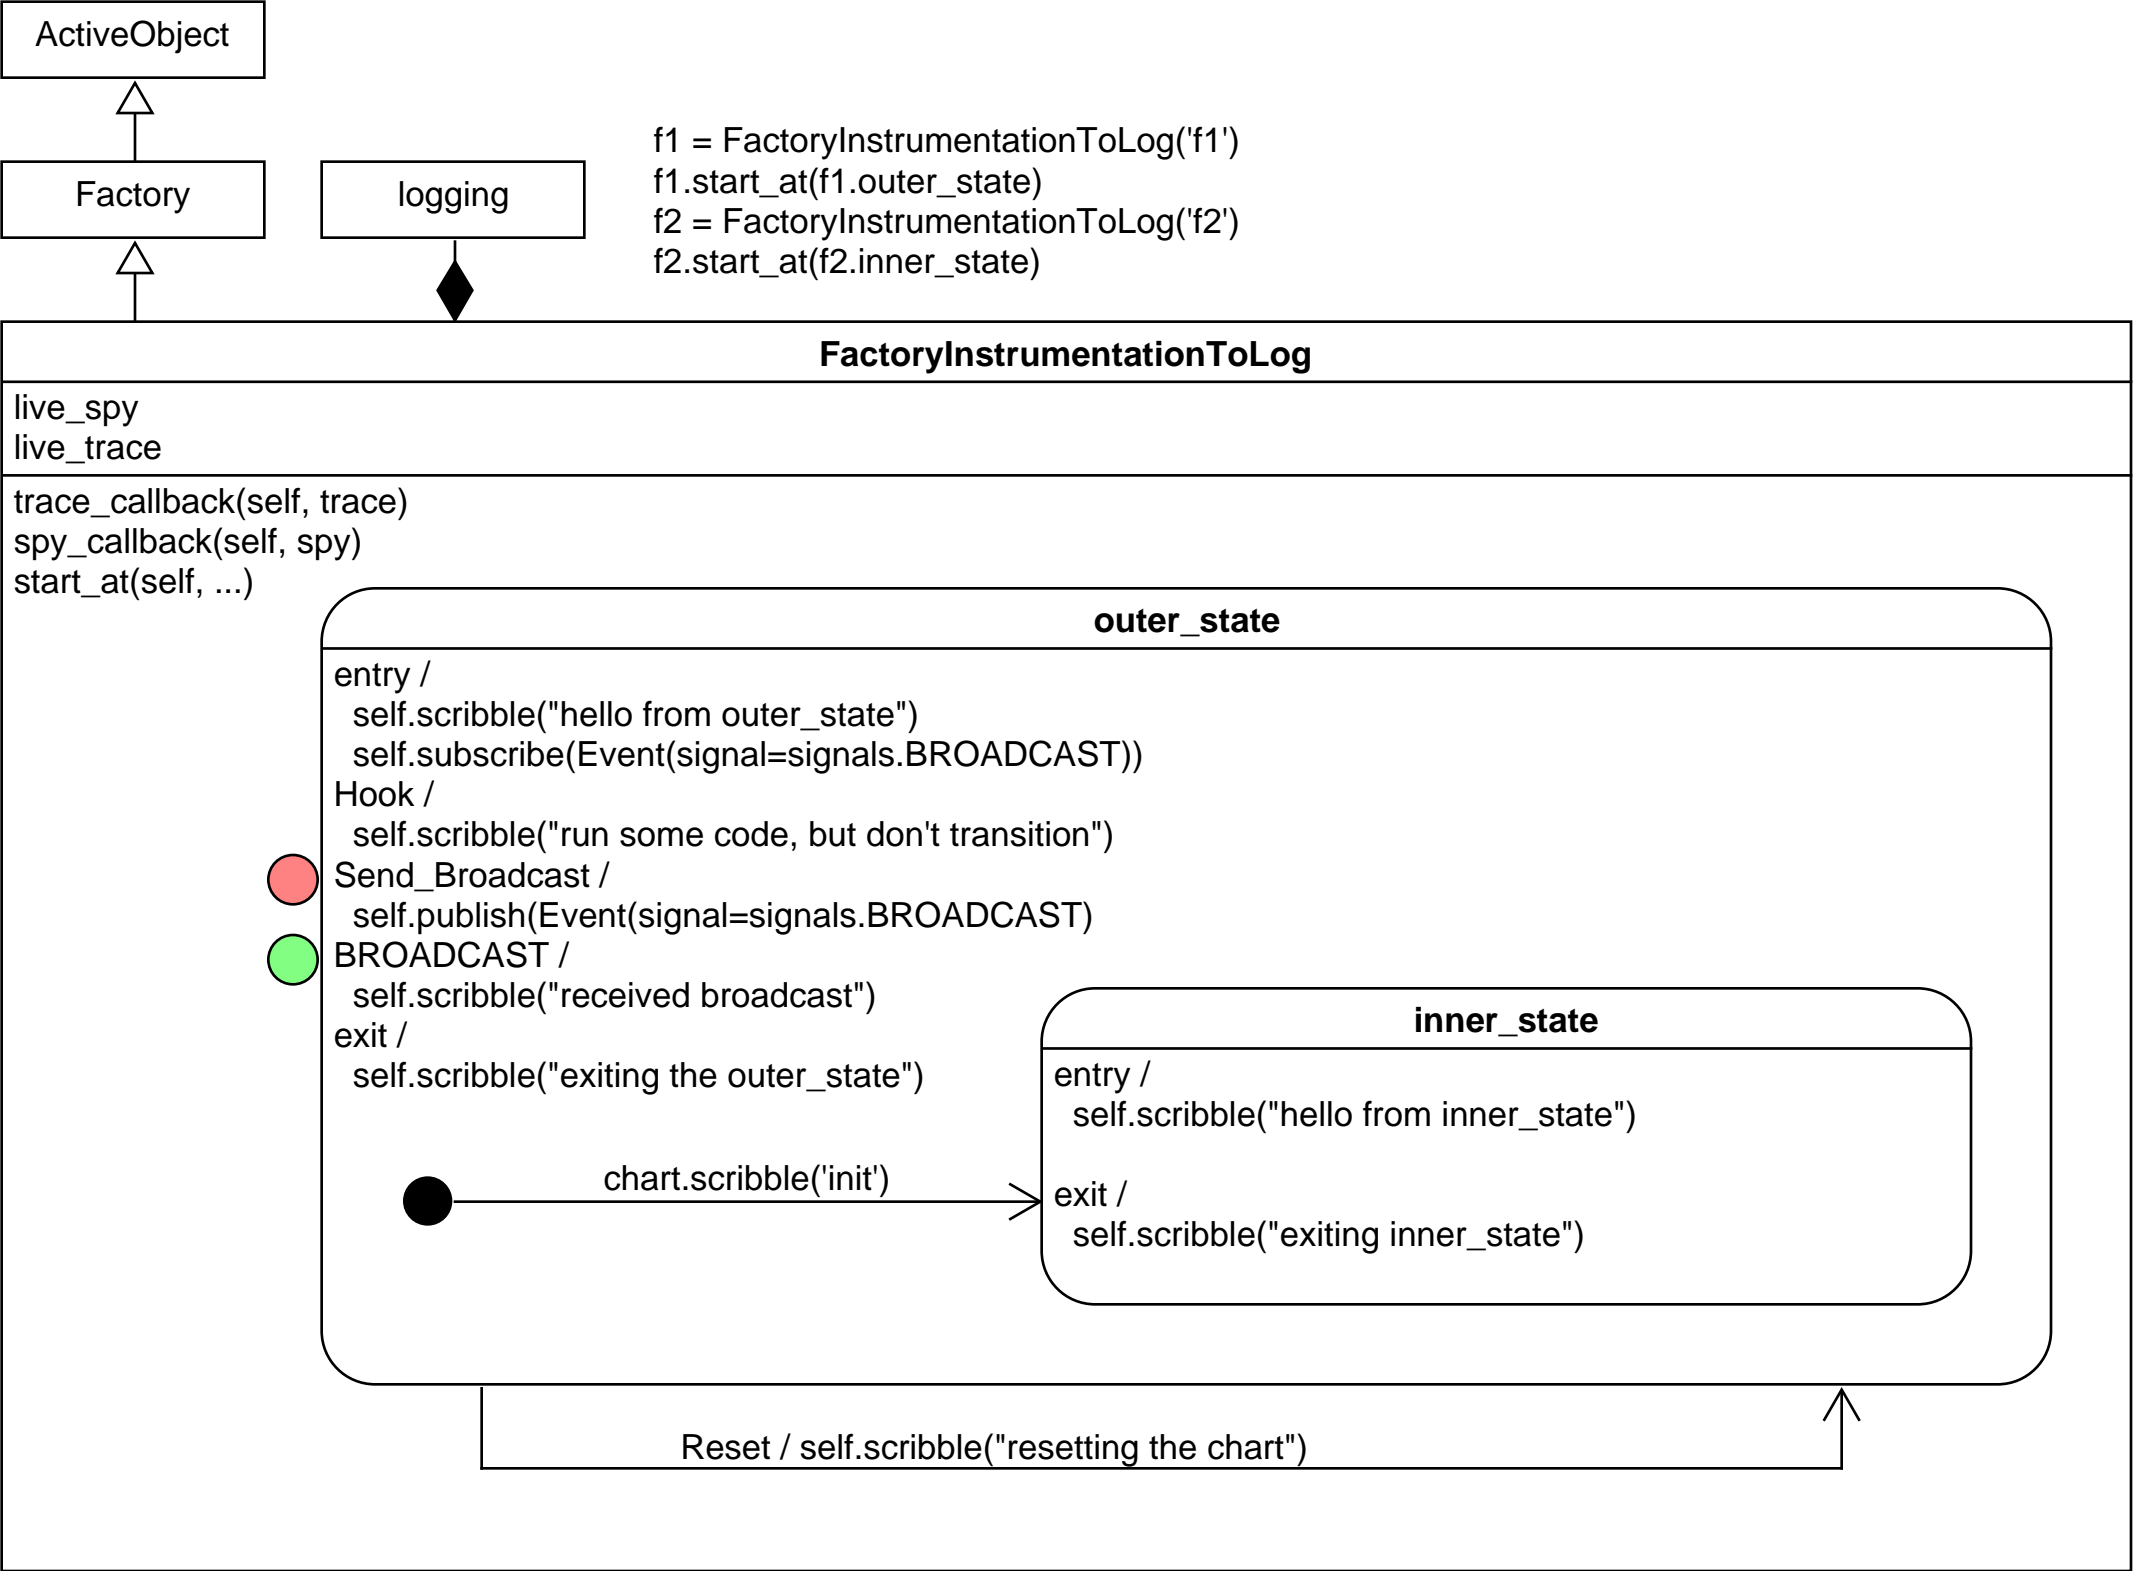 ActiveObject
Factory
logging
f1 = FactoryInstrumentationToLog('f1')
f1.start_at(f1.outer_state)
f2 = FactoryInstrumentationToLog('f2')
f2.start_at(f2.inner_state)
FactoryInstrumentationToLog
live_spy
live_trace
trace_callback(self, trace)
spy_callback(self, spy)
start_at(self, ...)
outer_state
entry /
  self.scribble("hello from outer_state")
  self.subscribe(Event(signal=signals.BROADCAST))
Hook /
  self.scribble("run some code, but don't transition")
Send_Broadcast /
  self.publish(Event(signal=signals.BROADCAST)
BROADCAST /
  self.scribble("received broadcast")
exit /
  self.scribble("exiting the outer_state")
inner_state
entry /
  self.scribble("hello from inner_state")
exit /
  self.scribble("exiting inner_state")
chart.scribble('init')
Reset / self.scribble("resetting the chart")